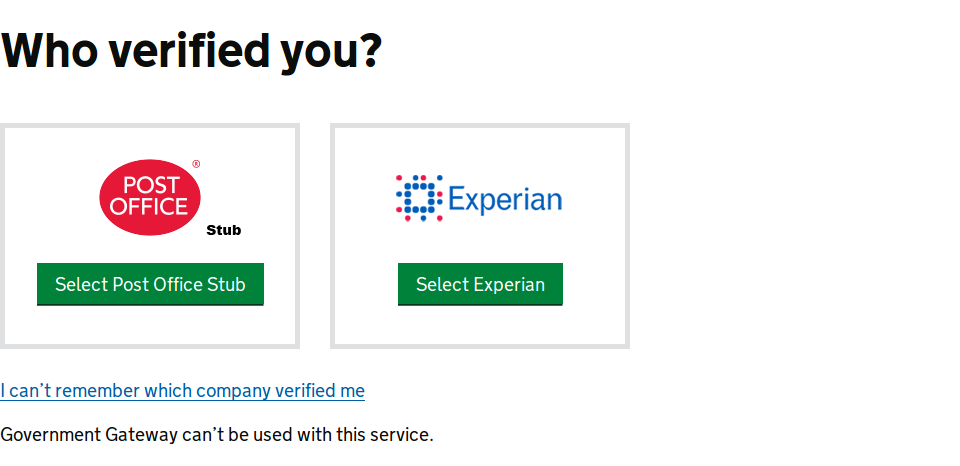 Who verified you?
POST
OFFICE
®
Stub
Experian
Select Post Office Stub
Select Experian
I can’t remember which company verified me
Government Gateway can’t be used with this service.